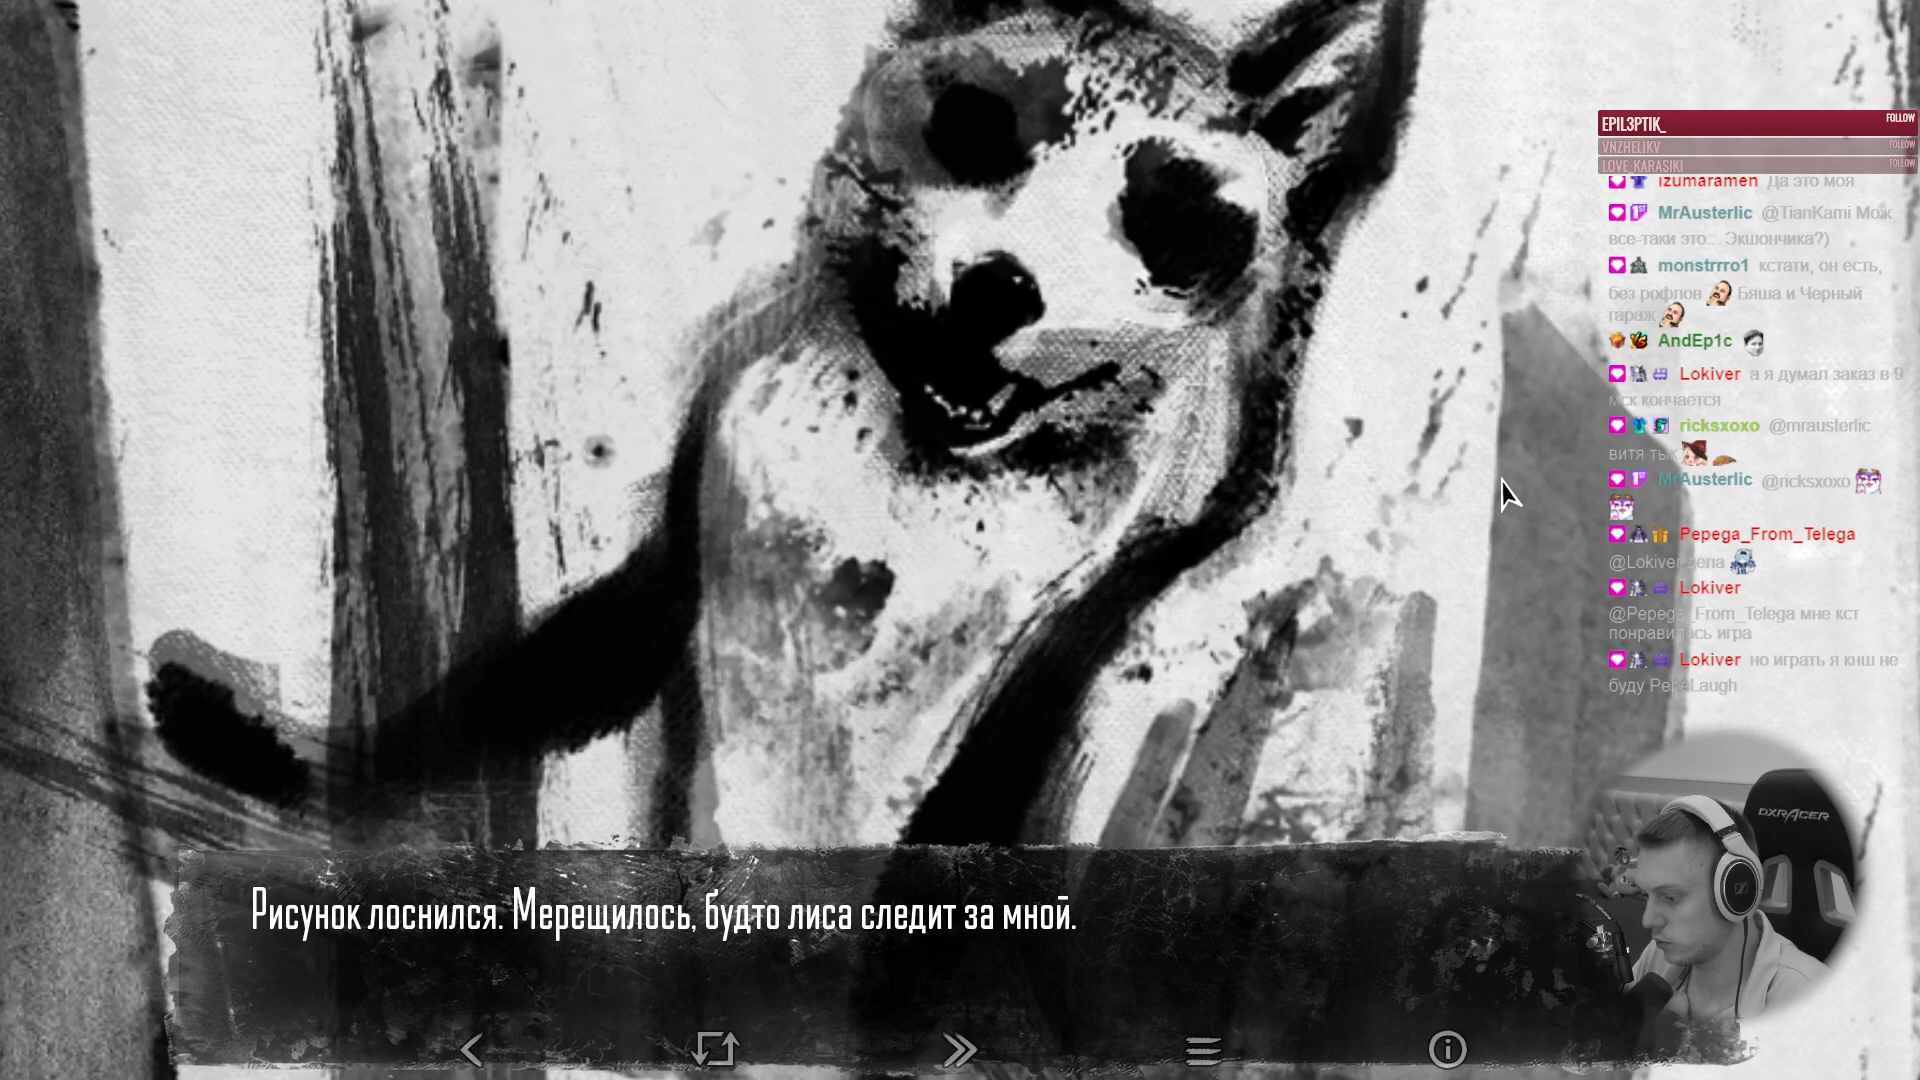 EPIL3PTIK_ FOLLOW
VNZHELIKV FOLLOW
LOVE_KARASIKI FOLLOW
izumaramen Да это моя
MrAusterlic @TianKami Мож
все-таки это... Экшончика?)
monstrrro1 кстати, он есть,
без рофлов Бяша и Черный
гараж
AndEp1c
Lokiver а я думал заказ в 9
мск кончается
ricksxoxo @mrausterlic
витя тык
MrAusterlic @ricksxoxo
Pepega_From_Telega
@Lokiver дела
Lokiver
@Pepega_From_Telega мне кст
понравилась игра
Lokiver но играть я кнш не
буду PepeLaugh
DXRACER
Рисунок лоснился. Мерещилось, будто лиса следит за мной.